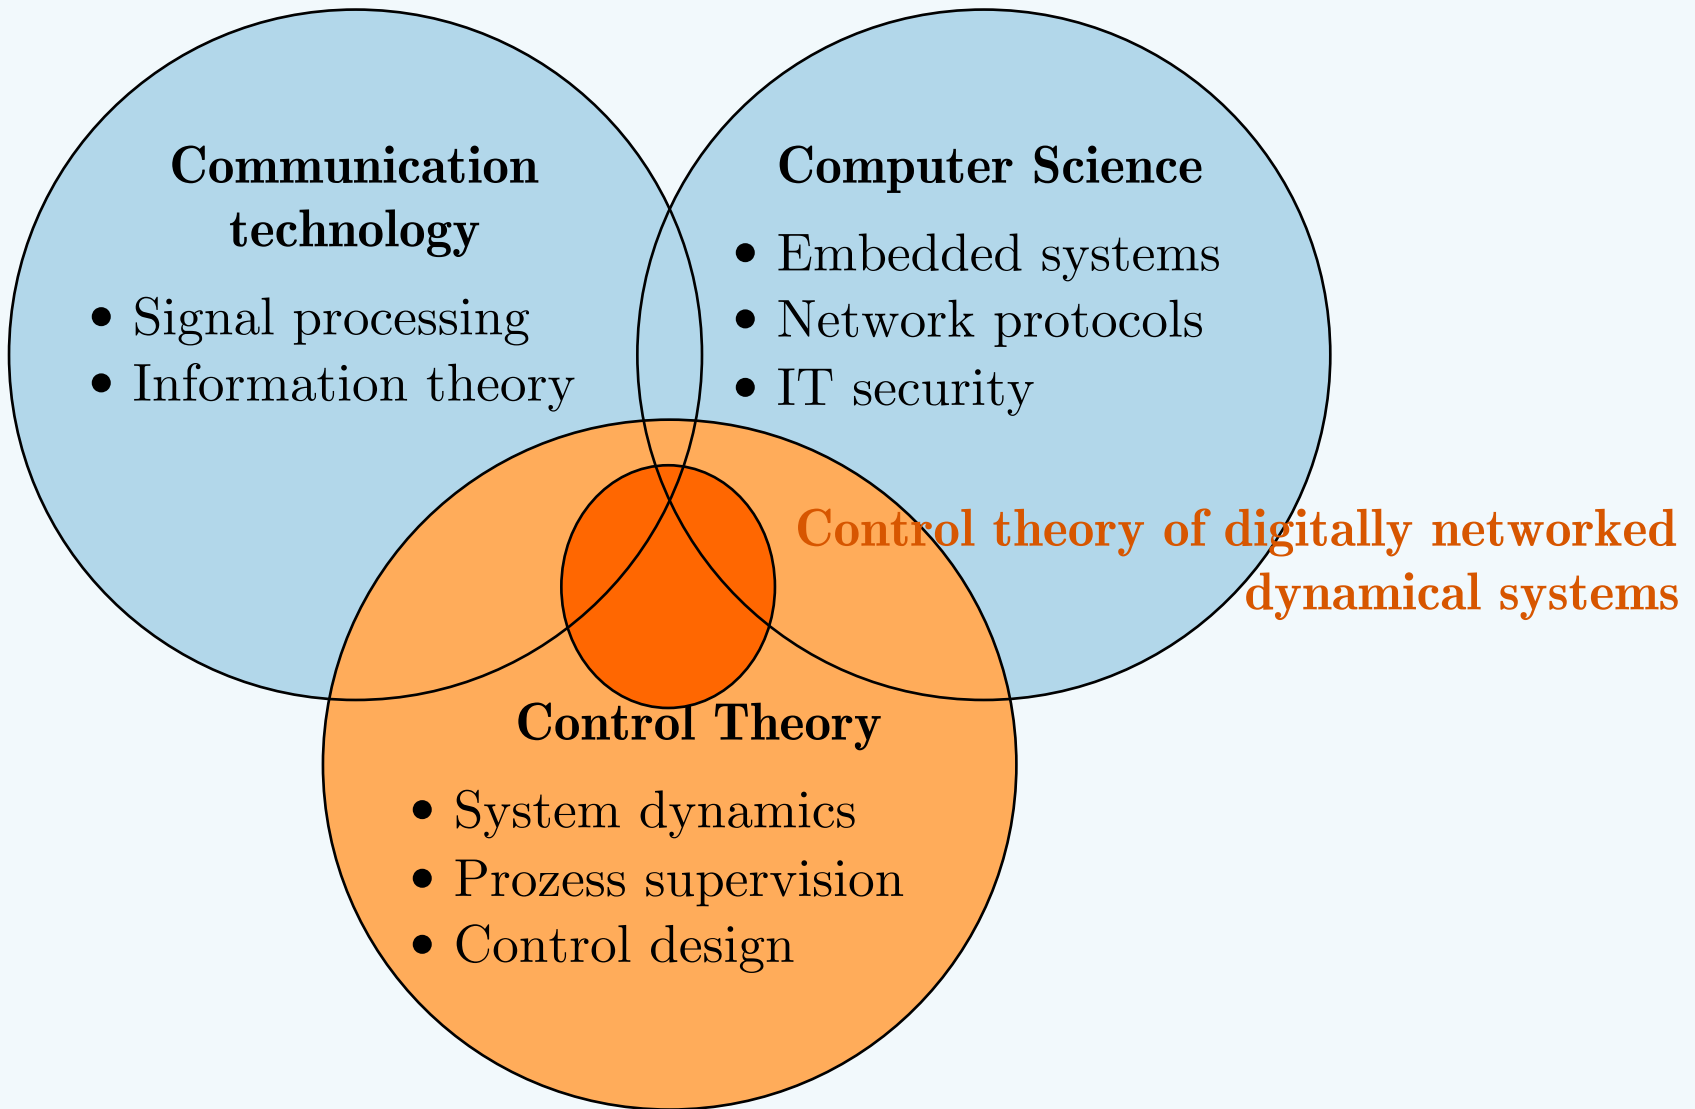 Communication
technology
• Signal processing
• Information theory
Computer Science
• Embedded systems
• Network protocols
• IT security
Control theory of digitally networked
dynamical systems
Control Theory
• System dynamics
• Prozess supervision
• Control design